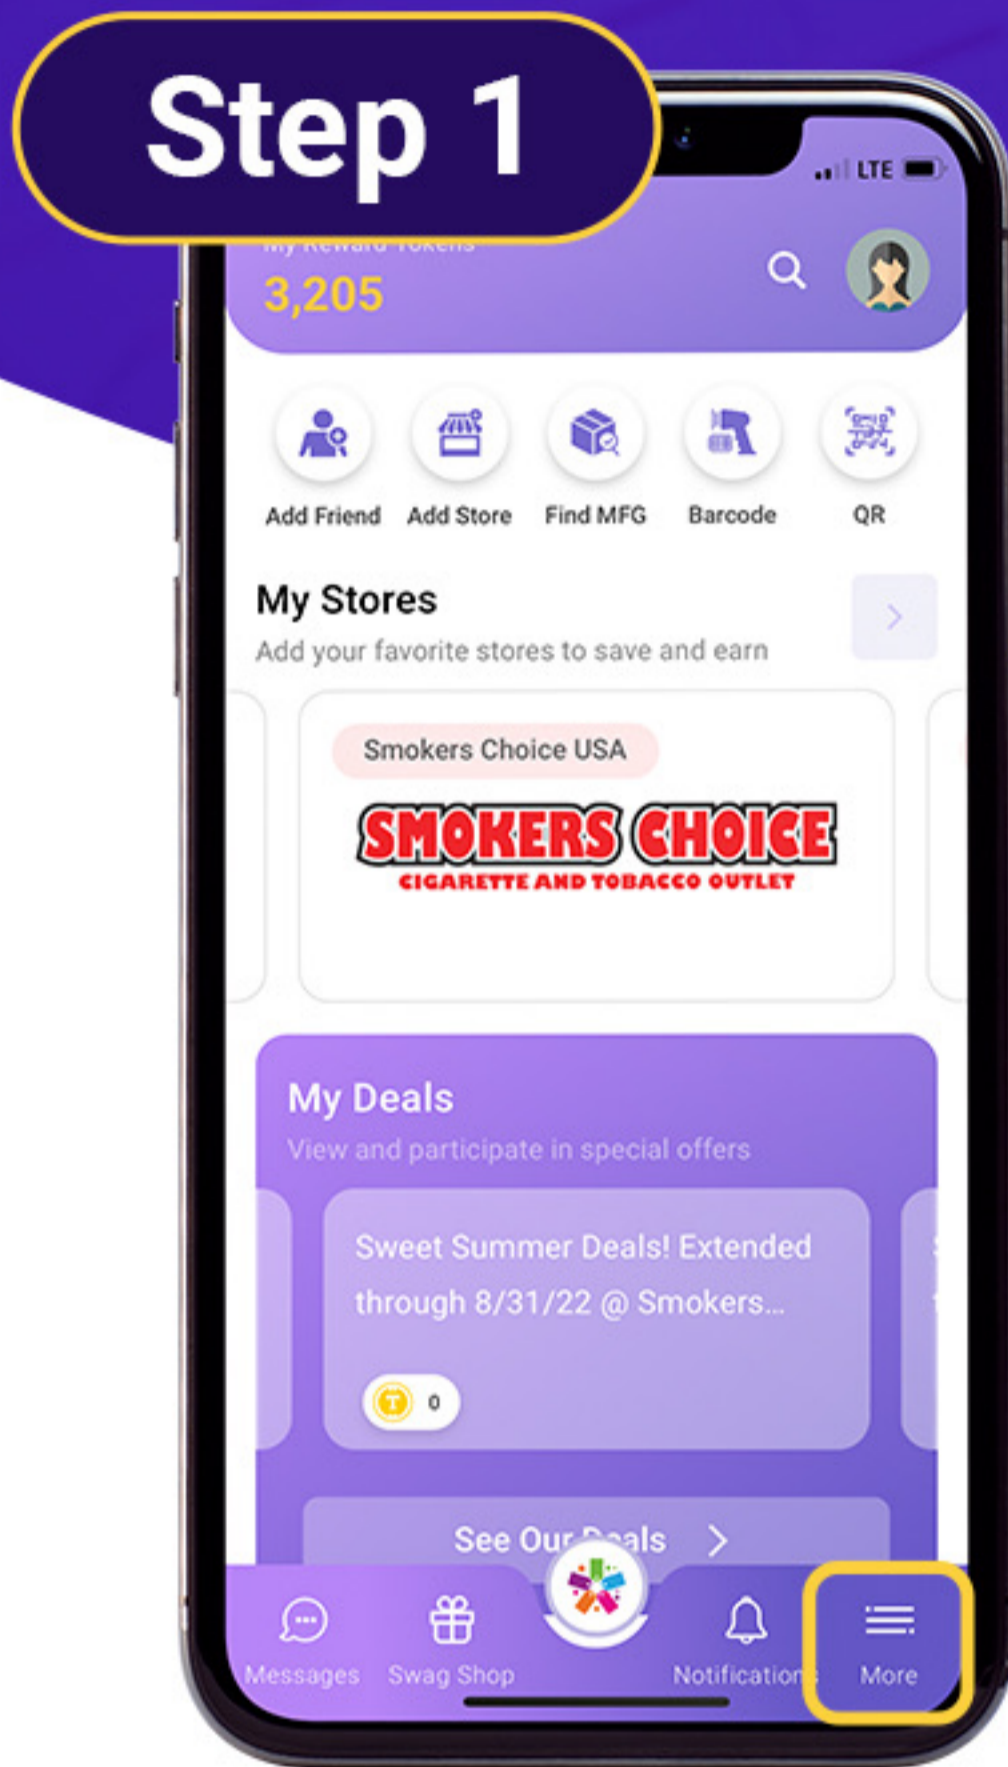 Step 1
LTE
My Reward Tokens
3,205
Add Friend
Add Store
Find MFG
Barcode
QR
My Stores
Add your favorite stores to save and earn
Smokers Choice USA
SMOKERS CHOICE
CIGARETTE AND TOBACCO OUTLET
My Deals
View and participate in special offers
Sweet Summer Deals! Extended
through 8/31/22 @ Smokers...
T
0
See Our Deals
Messages
Swag Shop
Notifications
More